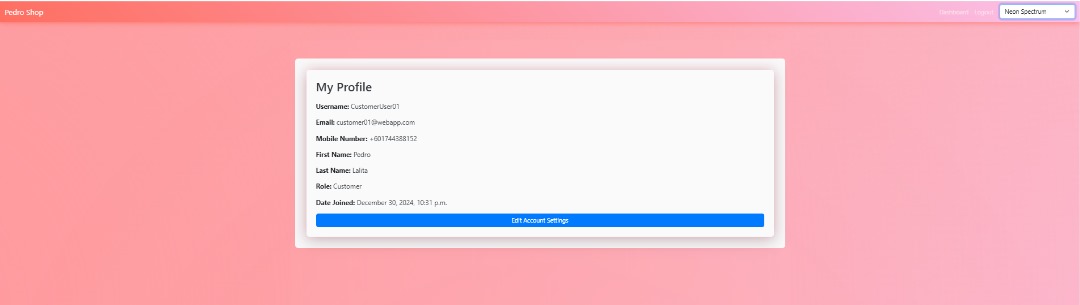 Pedro Shop
Dashboard Logout Neon Spectrum
My Profile
Username: CustomerUser01
Email: customer01@webapp.com
Mobile Number: +601744388152
First Name: Pedro
Last Name: Lalita
Role: Customer
Date Joined: December 30, 2024, 10:31 p.m.
Edit Account Settings